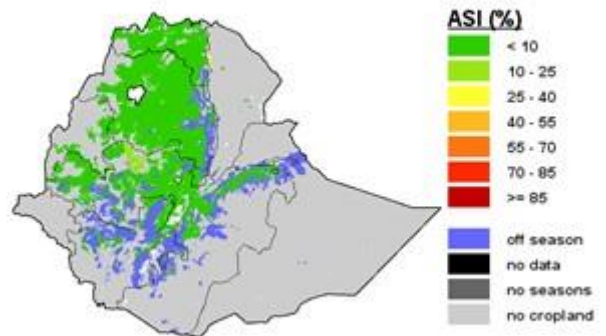 ASI (%)
< 10
10 - 25
25 - 40
40 - 55
55 - 70
70 - 85
>= 85
off season
no data
no seasons
no cropland